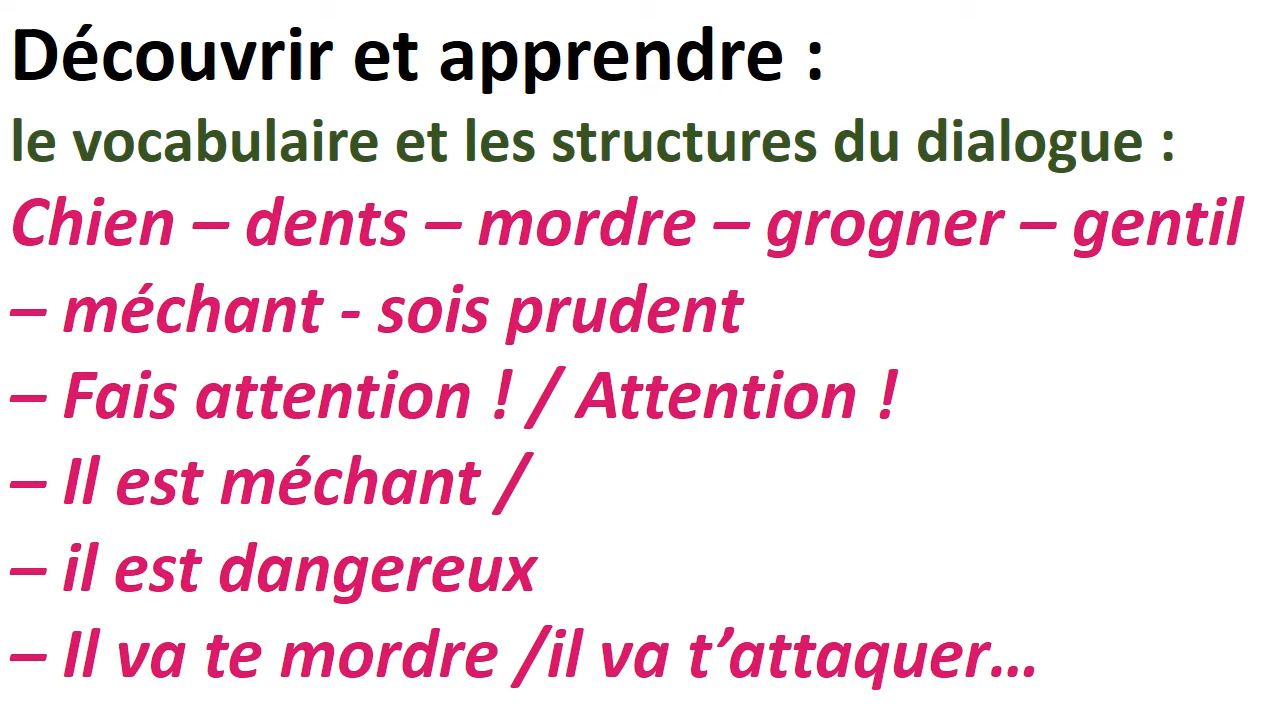 Découvrir et apprendre :
le vocabulaire et les structures du dialogue :
Chien – dents – mordre – grogner – gentil
– méchant - sois prudent
– Fais attention ! / Attention !
– Il est méchant /
– il est dangereux
– Il va te mordre /il va t’attaquer…